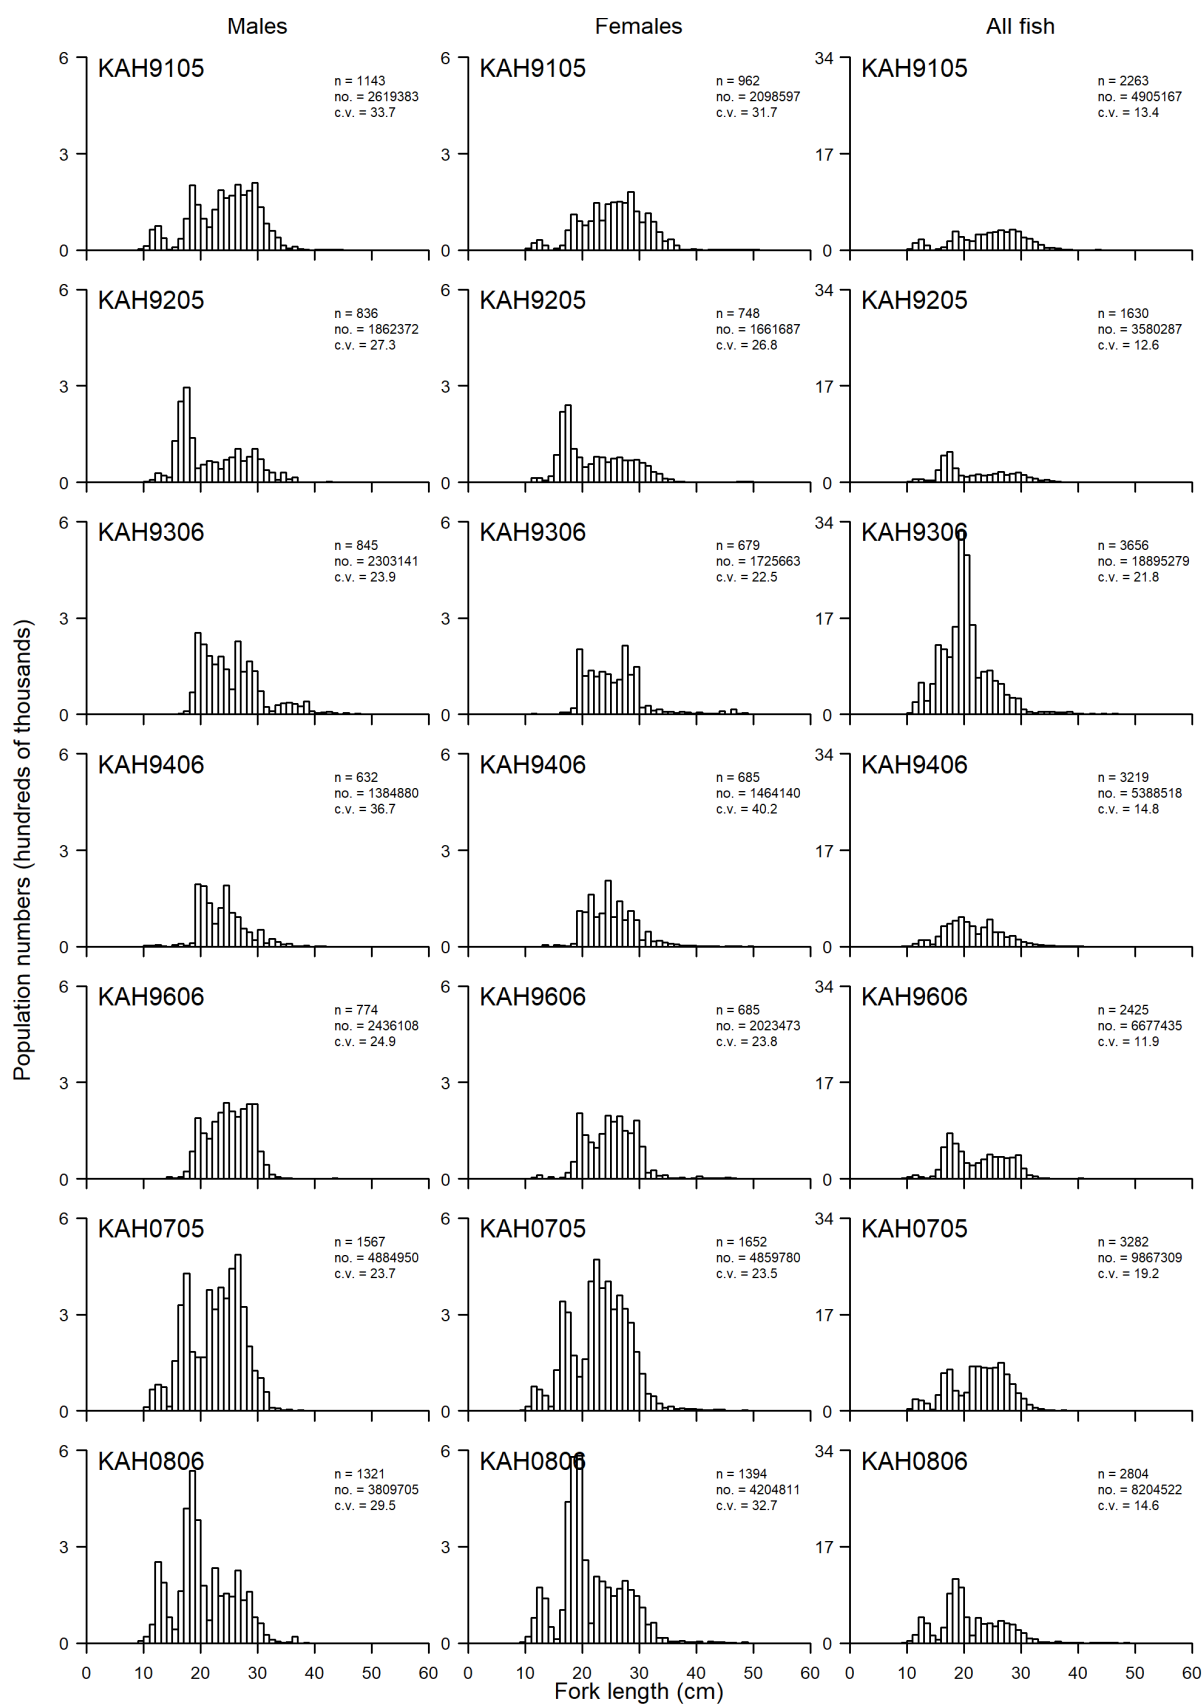 Males Females All fish
Population numbers (hundreds of thousands)
6 KAH9105 6 KAH9105 34 KAH9105
n = 1143 n = 962 n = 2263
no. = 2619383 no. = 2098597 no. = 4905167
c.v. = 33.7 c.v. = 31.7 c.v. = 13.4
3 3 17
0 0 0
6 KAH9205 6 KAH9205 34 KAH9205
n = 836 n = 748 n = 1630
no. = 1862372 no. = 1661687 no. = 3580287
c.v. = 27.3 c.v. = 26.8 c.v. = 12.6
3 3 17
0 0 0
6 KAH9306 6 KAH9306 34 KAH9306
n = 845 n = 679 n = 3656
no. = 2303141 no. = 1725663 no. = 18895279
c.v. = 23.9 c.v. = 22.5 c.v. = 21.8
3 3 17
0 0 0
6 KAH9406 6 KAH9406 34 KAH9406
n = 632 n = 685 n = 3219
no. = 1384880 no. = 1464140 no. = 5388518
c.v. = 36.7 c.v. = 40.2 c.v. = 14.8
3 3 17
0 0 0
6 KAH9606 6 KAH9606 34 KAH9606
n = 774 n = 685 n = 2425
no. = 2436108 no. = 2023473 no. = 6677435
c.v. = 24.9 c.v. = 23.8 c.v. = 11.9
3 3 17
0 0 0
6 KAH0705 6 KAH0705 34 KAH0705
n = 1567 n = 1652 n = 3282
no. = 4884950 no. = 4859780 no. = 9867309
c.v. = 23.7 c.v. = 23.5 c.v. = 19.2
3 3 17
0 0 0
6 KAH0806 6 KAH0806 34 KAH0806
n = 1321 n = 1394 n = 2804
no. = 3809705 no. = 4204811 no. = 8204522
c.v. = 29.5 c.v. = 32.7 c.v. = 14.6
3 3 17
0 0 0
0 10 20 30 40 50 60 0 10 20 30 40 50 60 0 10 20 30 40 50 60
Fork length (cm)